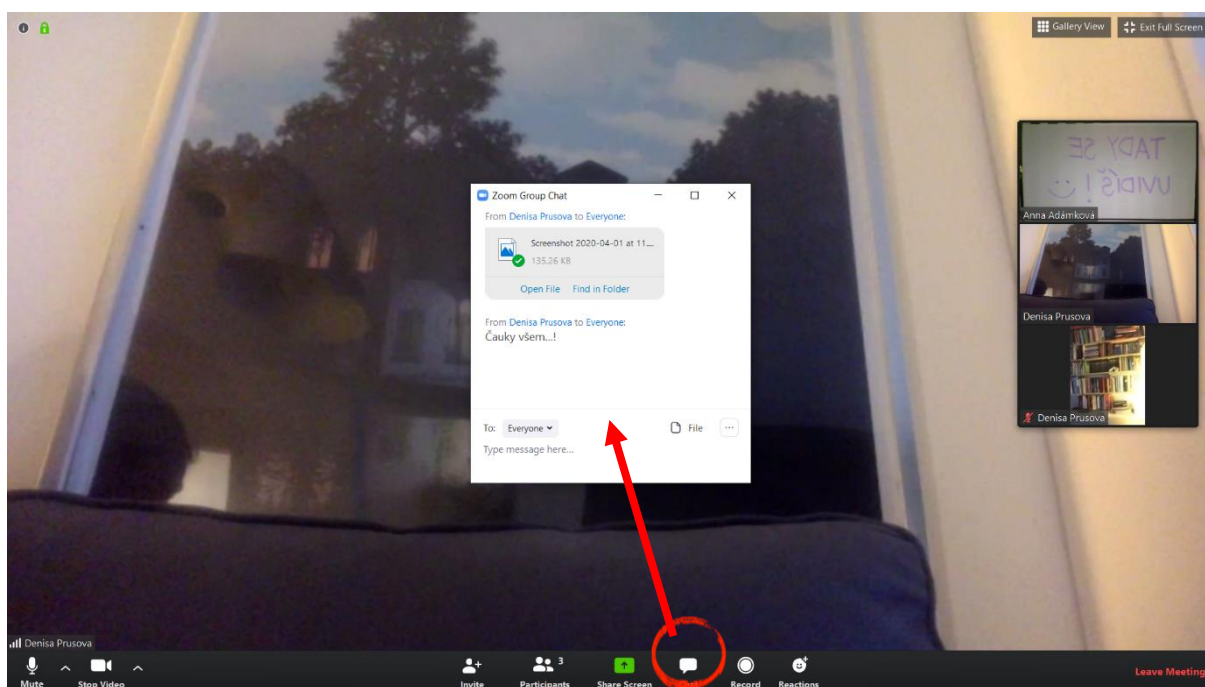 Gallery View
Exit Full Screen
TADY SE
UVIDÍŠ!
Anna Adámková
Denisa Prusova
Denisa Prusova
Zoom Group Chat
From Denisa Prusova to Everyone:
Screenshot 2020-04-01 at 11...
135.26 KB
Open File Find in Folder
From Denisa Prusova to Everyone:
Čauky všem...!
To: Everyone File
Type message here...
Denisa Prusova
Mute Stop Video Invite Participants 3 Share Screen Record Reactions Leave Meeting